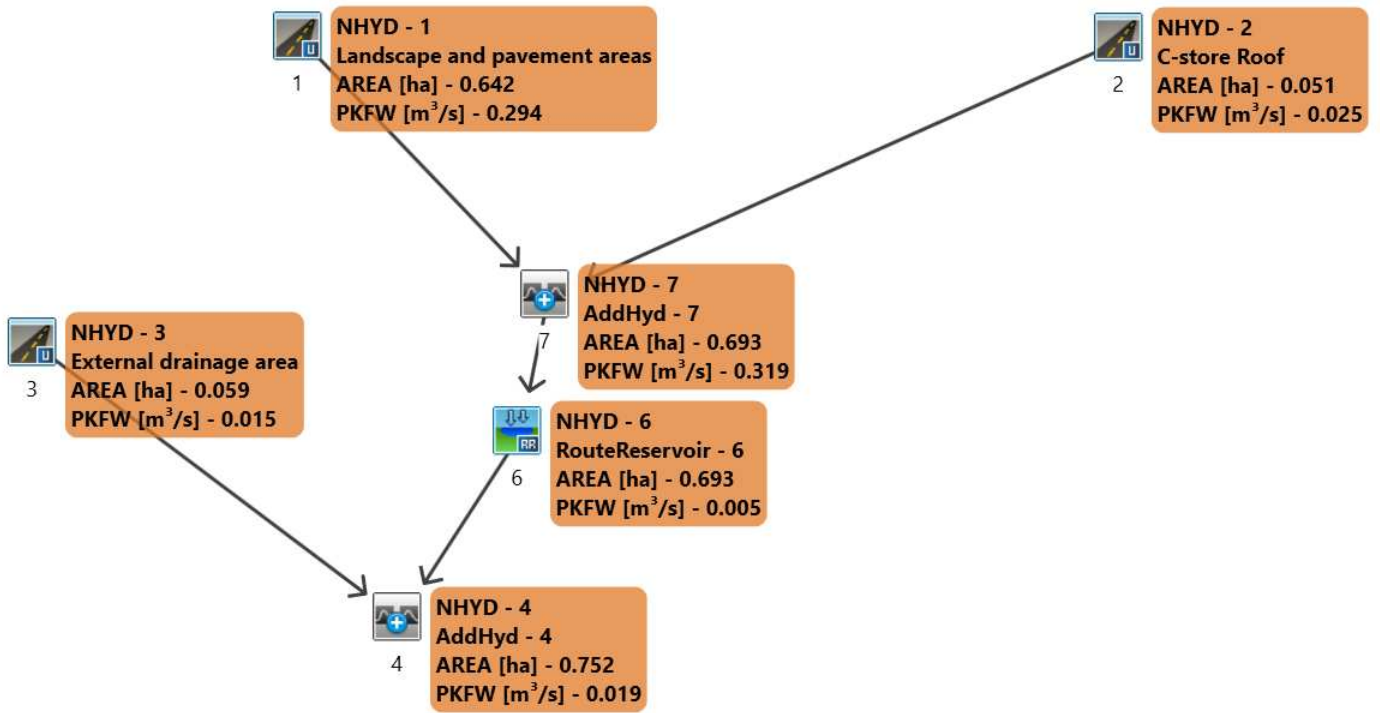 NHYD - 1
Landscape and pavement areas
AREA [ha] - 0.642
PKFW [m³/s] - 0.294
U
1
NHYD - 2
C-store Roof
AREA [ha] - 0.051
PKFW [m³/s] - 0.025
U
2
NHYD - 7
AddHyd - 7
AREA [ha] - 0.693
PKFW [m³/s] - 0.319
7
NHYD - 3
External drainage area
AREA [ha] - 0.059
PKFW [m³/s] - 0.015
U
3
NHYD - 6
RouteReservoir - 6
AREA [ha] - 0.693
PKFW [m³/s] - 0.005
RR
6
NHYD - 4
AddHyd - 4
AREA [ha] - 0.752
PKFW [m³/s] - 0.019
4